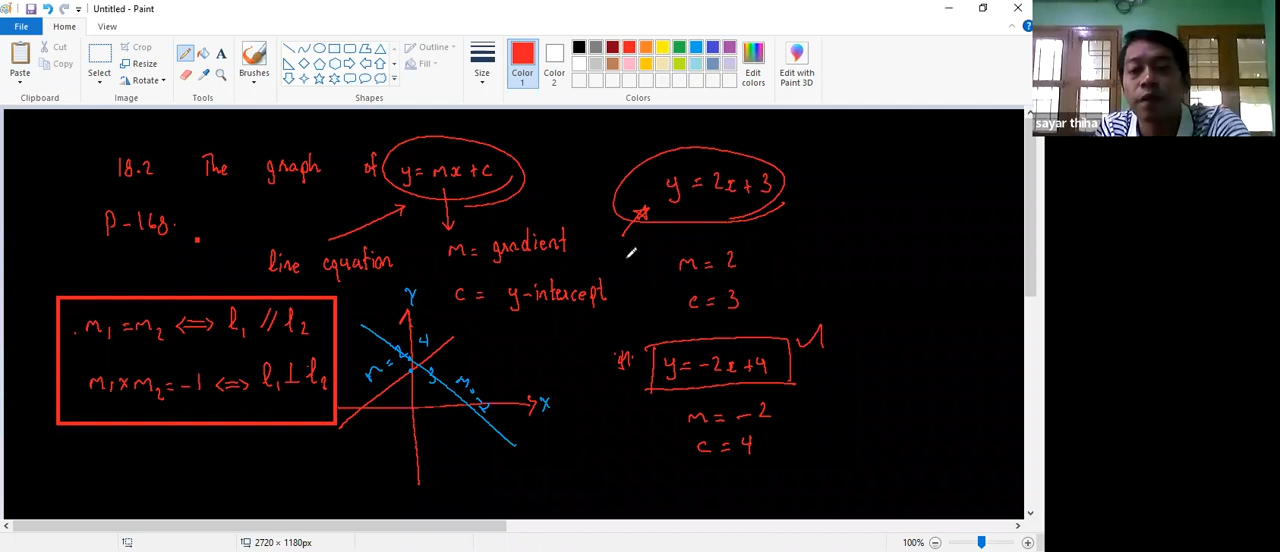 Untitled - Paint
File Home View
Paste
Cut
Copy
Clipboard
Select
Crop
Resize
Rotate
Image
Tools
Brushes
Shapes
Outline
Fill
Size
Color 1
Color 2
Edit colors
Edit with Paint 3D
Colors
sayar thiha
18.2 The graph of y = mx + c
P-168.
line equation
m = gradient
c = y-intercept
m₁ = m₂ ⟺ l₁ // l₂
m₁ × m₂ = -1 ⟺ l₁ ⊥ l₂
Y
4
3
m = 2
X
y = 2x + 3
m = 2
c = 3
y = -2x + 4
m = -2
c = 4
2720 × 1180px
100%